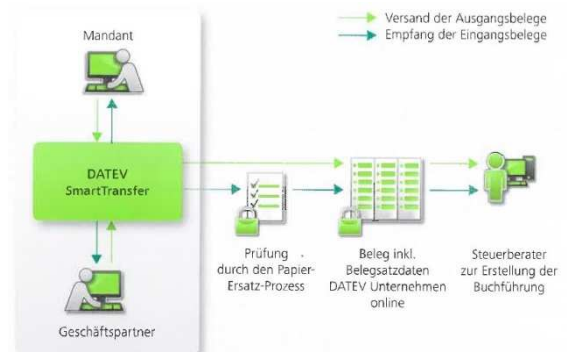 Versand der Ausgangsbelege
Empfang der Eingangsbelege
Mandant
DATEV
SmartTransfer
Geschäftspartner
Prüfung
durch den Papier-
Ersatz-Prozess
Beleg inkl.
Belegsatzdaten
DATEV Unternehmen
online
Steuerberater
zur Erstellung der
Buchführung